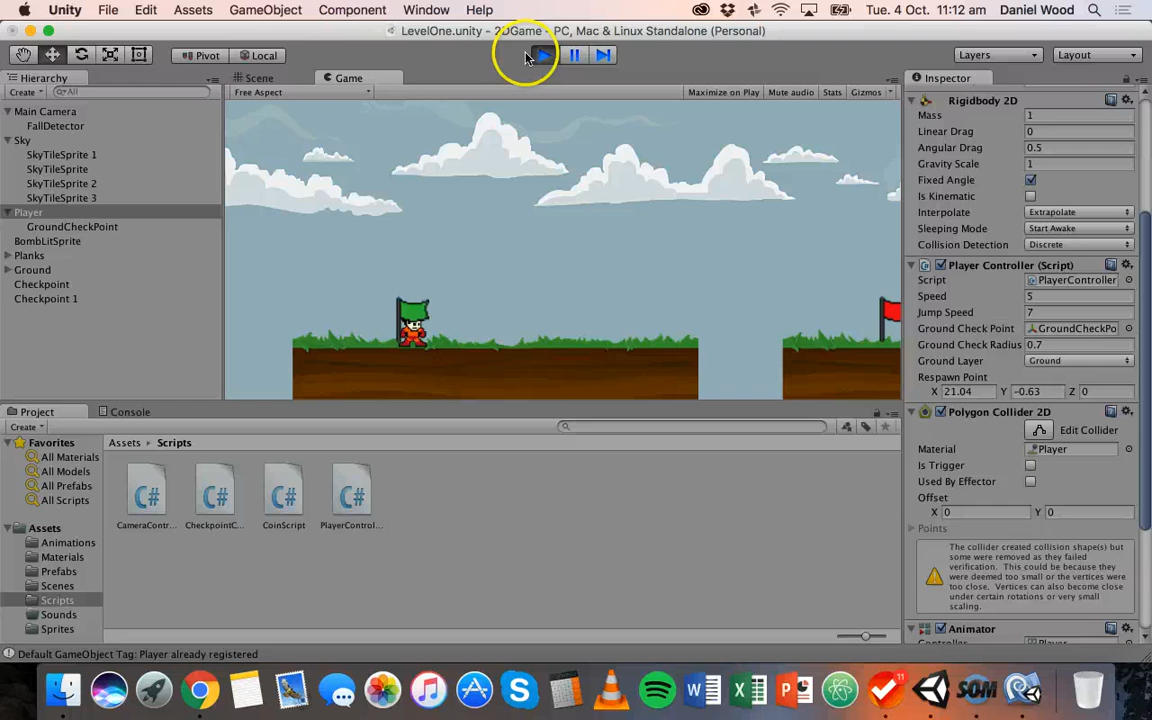 Unity File Edit Assets GameObject Component Window Help Tue 4. Oct 11:12 am Daniel Wood
LevelOne.unity - 2DGame - PC, Mac & Linux Standalone (Personal)
Pivot Local Layers Layout
Hierarchy
Create All
Main Camera
FallDetector
Sky
SkyTileSprite 1
SkyTileSprite
SkyTileSprite 2
SkyTileSprite 3
Player
GroundCheckPoint
BombLitSprite
Planks
Ground
Checkpoint
Checkpoint 1
Scene Game
Free Aspect Maximize on Play Mute audio Stats Gizmos
Inspector
Rigidbody 2D
Mass 1
Linear Drag 0
Angular Drag 0.5
Gravity Scale 1
Fixed Angle
Is Kinematic
Interpolate Extrapolate
Sleeping Mode Start Awake
Collision Detection Discrete
Player Controller (Script)
Script PlayerController
Speed 5
Jump Speed 7
Ground Check Point GroundCheckPo
Ground Check Radius 0.7
Ground Layer Ground
Respawn Point
X 21.04 Y -0.63 Z 0
Polygon Collider 2D
Edit Collider
Material Player
Is Trigger
Used By Effector
Offset
X 0 Y 0
Points
The collider created collision shape(s) but
some were removed as they failed
verification. This could be because they
were deemed too small or the vertices were
too close. Vertices can also become close
under certain rotations or very small
scaling.
Animator
Controller Player
Project Console
Create
Favorites
All Materials
All Models
All Prefabs
All Scripts
Assets
Animations
Materials
Prefabs
Scenes
Scripts
Sounds
Sprites
Assets Scripts
C# C# C# C#
CameraContr... CheckpointC... CoinScript PlayerControl...
Default GameObject Tag: Player already registered
11
SOM